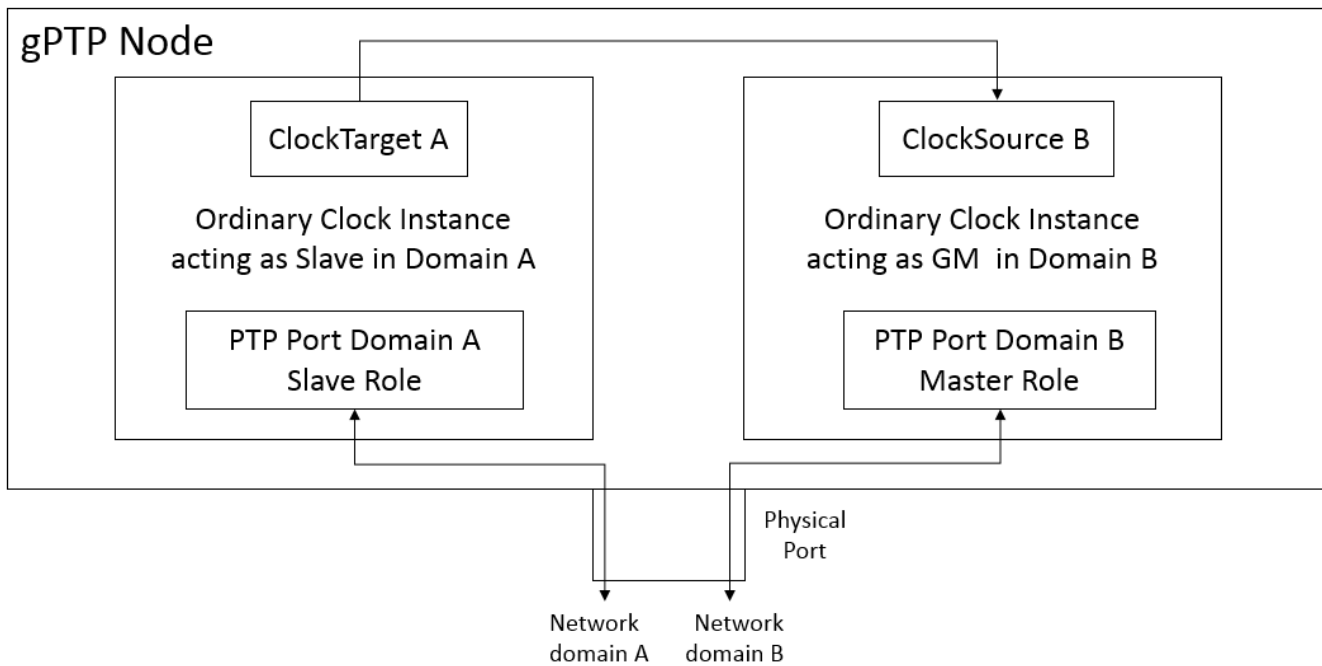 gPTP Node
ClockTarget A
Ordinary Clock Instance
acting as Slave in Domain A
PTP Port Domain A
Slave Role
ClockSource B
Ordinary Clock Instance
acting as GM in Domain B
PTP Port Domain B
Master Role
Physical
Port
Network
domain A
Network
domain B